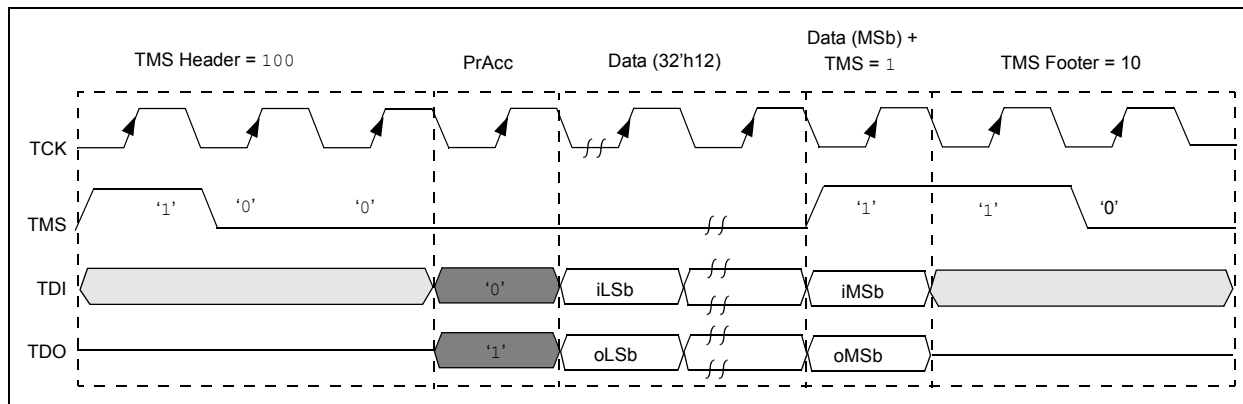 TMS Header = 100
PrAcc
Data (32’h12)
Data (MSb) +
TMS = 1
TMS Footer = 10
TCK
TMS
‘1’
‘0’
‘0’
‘1’
‘1’
‘0’
TDI
‘0’
iLSb
iMSb
TDO
‘1’
oLSb
oMSb